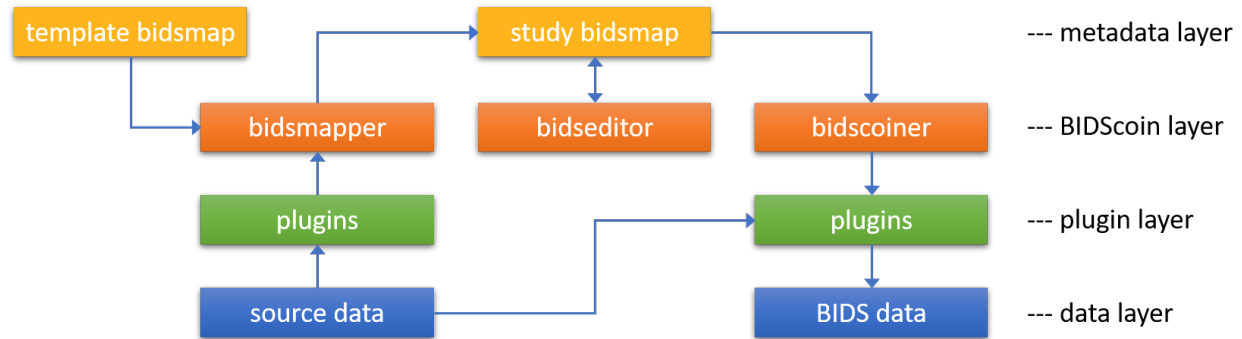 template bidsmap
study bidsmap
--- metadata layer
bidsmapper
bidseditor
bidscoiner
--- BIDScoin layer
plugins
plugins
--- plugin layer
source data
BIDS data
--- data layer